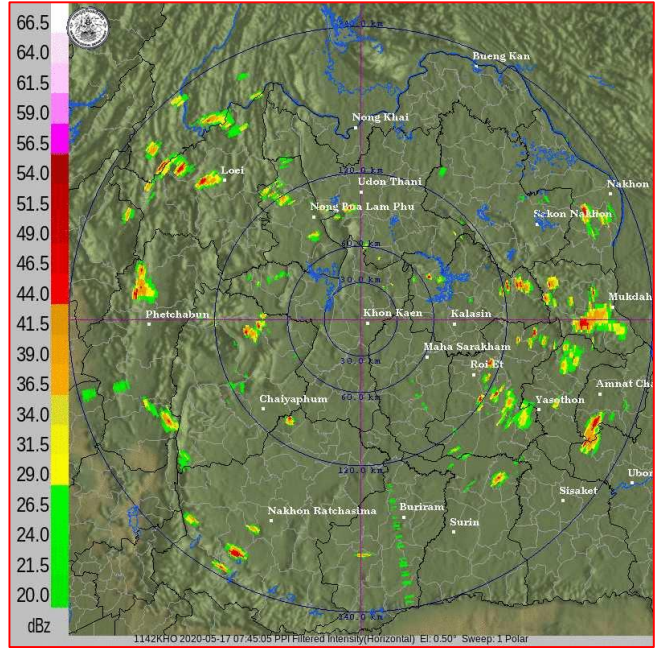 66.5
64.0
61.5
59.0
56.5
54.0
51.5
49.0
46.5
44.0
41.5
39.0
36.5
34.0
31.5
29.0
26.5
24.0
21.5
20.0
dBz
Bueng Kan
Nong Khai
Loei
Udon Thani
Nakhon
Nong Bua Lam Phu
Sakon Nakhon
Mukdah
Phetchabun
Khon Kaen
Kalasin
Maha Sarakham
30.0 km
Roi Et
60.0 km
Amnat Cha
Chaiyaphum
Yasothon
120.0 km
Ubon
Sisaket
Nakhon Ratchasima
Buriram
Surin
1142KHO 2020-05-17 07:45:05 PPI Filtered Intensity(Horizontal) El: 0.50° Sweep: 1 Polar